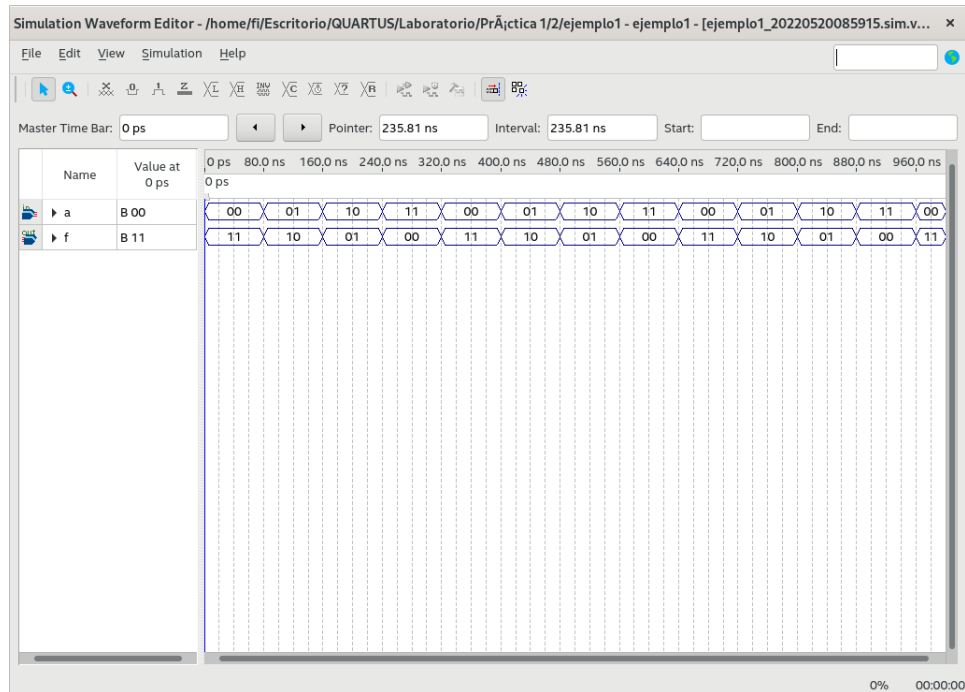 Simulation Waveform Editor - /home/fi/Escritorio/QUARTUS/Laboratorio/PrÃ¡ctica 1/2/ejemplo1 - ejemplo1 - [ejemplo1_20220520085915.sim.v...
File Edit View Simulation Help
Master Time Bar: 0 ps Pointer: 235.81 ns Interval: 235.81 ns Start: End:
Name Value at 0 ps
0 ps 80.0 ns 160.0 ns 240.0 ns 320.0 ns 400.0 ns 480.0 ns 560.0 ns 640.0 ns 720.0 ns 800.0 ns 880.0 ns 960.0 ns
0 ps
a B 00 00 01 10 11 00 01 10 11 00 01 10 11 00
f B 11 11 10 01 00 11 10 01 00 11 10 01 00 11
0% 00:00:00